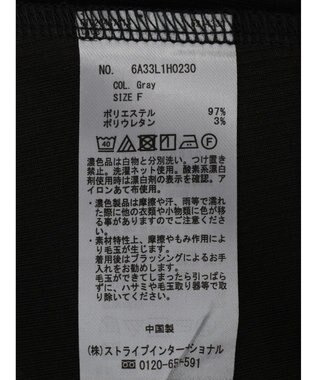 NO. 6A33L1H0230
COL. Gray
SIZE F
ポリエステル 97%
ポリウレタン 3%
40 F
濃色品は白物と分別洗い。つけ置き
禁止。洗濯ネット使用。酸素系漂白
剤使用時は漂白剤の表示を確認。ア
イロンあて布使用。
・濃色製品は摩擦や汗、雨等で濡れ
た際に他の衣類や小物類に色が移
る事がありますのでご注意くださ
い。
・素材特性上、摩擦やもみ作用によ
り毛玉が生じます。
着用後はブラッシングによるお手
入れをお勧めします。
毛玉ができてしまったら引っぱら
ずに、ハサミや毛玉取り器等で取
り除いてください。
中国製
(株)ストライプインターナショナル
0120-65-591